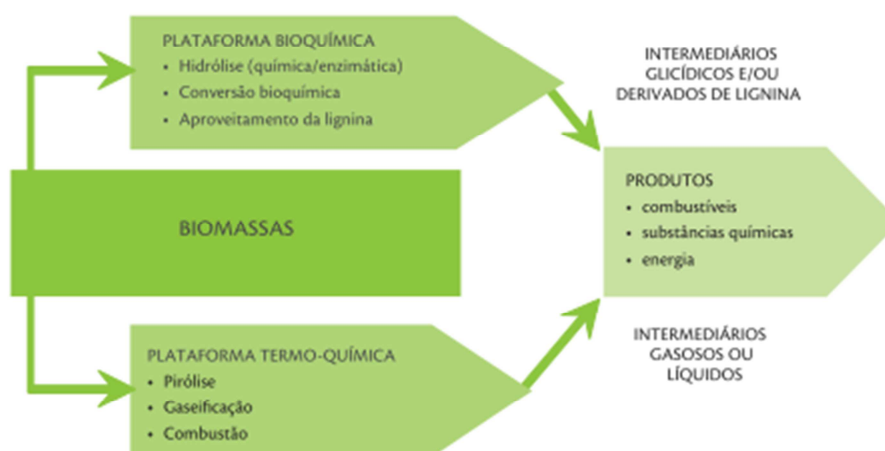 PLATAFORMA BIOQUÍMICA
• Hidrólise (química/enzimática)
• Conversão bioquímica
• Aproveitamento da lignina
INTERMEDIÁRIOS
GLICÍDICOS E/OU
DERIVADOS DE LIGNINA
BIOMASSAS
PRODUTOS
• combustíveis
• substâncias químicas
• energia
PLATAFORMA TERMO-QUÍMICA
• Pirólise
• Gaseificação
• Combustão
INTERMEDIÁRIOS
GASOSOS OU
LÍQUIDOS